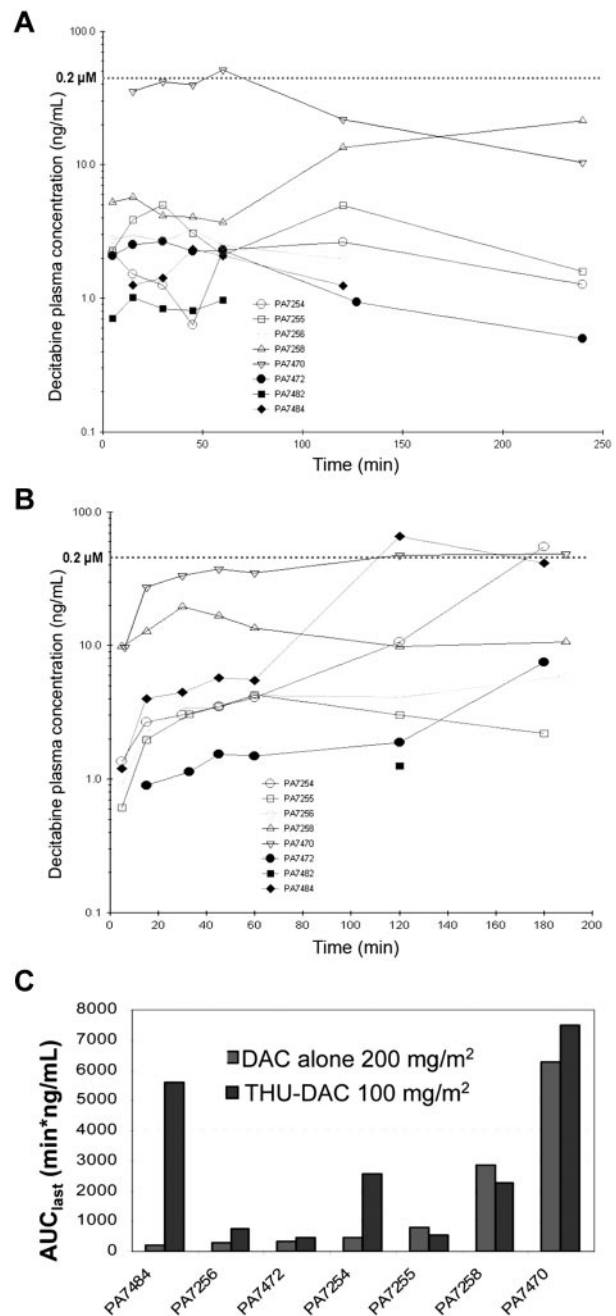 A
Decitabine plasma concentration (ng/mL)
100.0
0.2 µM
10.0
1.0
0.1
PA7254
PA7255
PA7256
PA7258
PA7470
PA7472
PA7482
PA7484
0 50 100 150 200 250
Time (min)
B
Decitabine plasma concentration (ng/mL)
100.0
0.2 µM
10.0
1.0
0.1
PA7254
PA7255
PA7256
PA7258
PA7470
PA7472
PA7482
PA7484
0 20 40 60 80 100 120 140 160 180 200
Time (min)
C
AUClast (min*ng/mL)
8000
7000
6000
5000
4000
3000
2000
1000
0
DAC alone 200 mg/m²
THU-DAC 100 mg/m²
PA7484 PA7256 PA7472 PA7254 PA7255 PA7258 PA7470